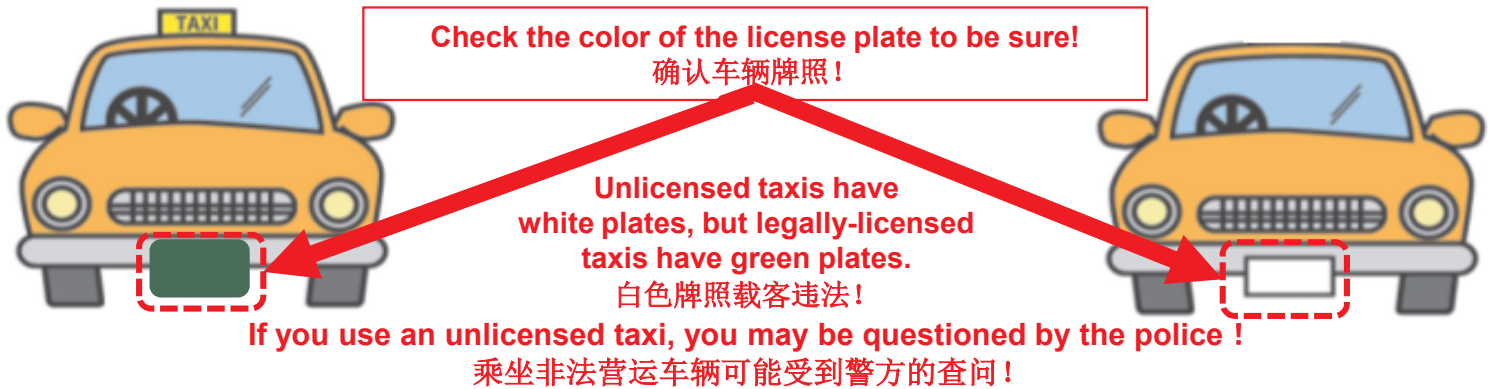 TAXI
Check the color of the license plate to be sure!
确认车辆牌照！
Unlicensed taxis have
white plates, but legally-licensed
taxis have green plates.
白色牌照载客违法！
If you use an unlicensed taxi, you may be questioned by the police！
乘坐非法营运车辆可能受到警方的查问！